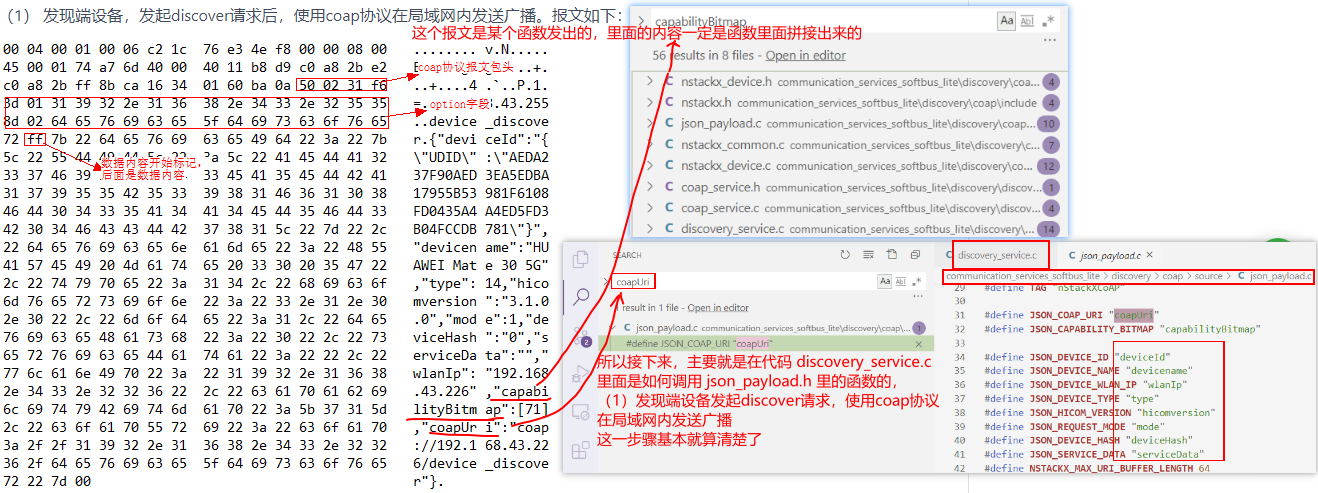 （1） 发现端设备，发起discover请求后，使用coap协议在局域网内发送广播。报文如下：
这个报文是某个函数发出的，里面的内容一定是函数里面拼接出来的
00 04 00 01 00 06 c2 1c 76 e3 4e f8 00 00 08 00 ........ v.N.....
45 00 01 74 a7 6d 40 00 40 11 b8 d9 c0 a8 2b e2
coap协议报文包头
c0 a8 2b ff 8b ca 16 34 01 60 ba 0a 50 02 31 f6 ..+....4 .`..P.1.
3d 01 31 39 32 2e 31 36 38 2e 34 33 2e 32 35 35 =. .43.255
option字段
8d 02 64 65 76 69 63 65 5f 64 69 73 63 6f 76 65 ..device _discove
72 ff 7b 22 64 65 76 69 63 65 49 64 22 3a 22 7b r.{"devi ceId":"{
数据内容开始标记，
后面是数据内容.
5c 22 55 44 3a 5c 22 41 45 44 41 32 \"UDID\" :\"AEDA2
33 37 46 39 33 45 41 35 45 44 42 41 37F90AED 3EA5EDBA
31 37 39 35 35 42 35 33 39 38 31 46 36 31 30 38 17955B53 981F6108
46 44 30 34 33 35 41 34 41 34 45 44 35 46 44 33 FD0435A4 A4ED5FD3
42 30 34 46 43 43 44 42 37 38 31 5c 22 7d 22 2c B04FCCDB 781\"}",
22 64 65 76 69 63 65 6e 61 6d 65 22 3a 22 48 55 "devicen ame":"HU
41 57 45 49 20 4d 61 74 65 20 33 30 20 35 47 22 AWEI Mat e 30 5G"
2c 22 74 79 70 65 22 3a 31 34 2c 22 68 69 63 6f ,"type": 14,"hico
6d 76 65 72 73 69 6f 6e 22 3a 22 33 2e 31 2e 30 mversion ":"3.1.0
2e 30 22 2c 22 6d 6f 64 65 22 3a 31 2c 22 64 65 .0","mod e":1,"de
76 69 63 65 48 61 73 68 22 3a 22 30 22 2c 22 73 viceHash ":"0","s
65 72 76 69 63 65 44 61 74 61 22 3a 22 22 2c 22 erviceDa ta":"","
77 6c 61 6e 49 70 22 3a 22 31 39 32 2e 31 36 38 wlanIp": "192.168
2e 34 33 2e 32 32 36 22 2c 22 63 61 70 61 62 69 .43.226" ,"capabi
6c 69 74 79 42 69 74 6d 61 70 22 3a 5b 37 31 5d lityBitm ap":[71]
2c 22 63 6f 61 70 55 72 69 22 3a 22 63 6f 61 70 ,"coapUr i":"coap
3a 2f 2f 31 39 32 2e 31 36 38 2e 34 33 2e 32 32 ://192.1 68.43.22
36 2f 64 65 76 69 63 65 5f 64 69 73 63 6f 76 65 6/device _discove
72 22 7d 00 r"}.
capabilityBitmap
Aa Abl .*
56 results in 8 files - Open in editor
C nstackx_device.h communication_services_softbus_lite\discovery\coa... 4
C nstackx.h communication_services_softbus_lite\discovery\coap\include 4
C json_payload.c communication_services_softbus_lite\discovery\coa... 10
C nstackx_common.c communication_services_softbus_lite\discovery\... 7
C nstackx_device.c communication_services_softbus_lite\discovery\... 12
C coap_service.h communication_services_softbus_lite\discovery\discov... 1
C coap_service.c communication_services_softbus_lite\discovery\discov... 4
C discovery_service.c communication_services_softbus_lite\discovery\... 14
SEARCH
coapUri
Aa Abl .*
1 result in 1 file - Open in editor
C json_payload.c communication_services_softbus_lite\discovery\coap\... 1
#define JSON_COAP_URI "coapUri"
2
所以接下来，主要就是在代码 discovery_service.c
里面是如何调用 json_payload.h 里的函数的，
（1）发现端设备发起discover请求，使用coap协议
在局域网内发送广播
这一步骤基本就算清楚了
C discovery_service.c
C json_payload.c
communication_services_softbus_lite > discovery > coap > source > C json_payload.c
29 #define TAG "nStackXCoAP"
30
31 #define JSON_COAP_URI "coapUri"
32 #define JSON_CAPABILITY_BITMAP "capabilityBitmap"
33
34 #define JSON_DEVICE_ID "deviceId"
35 #define JSON_DEVICE_NAME "devicename"
36 #define JSON_DEVICE_WLAN_IP "wlanIp"
37 #define JSON_DEVICE_TYPE "type"
38 #define JSON_HICOM_VERSION "hicomversion"
39 #define JSON_REQUEST_MODE "mode"
40 #define JSON_DEVICE_HASH "deviceHash"
41 #define JSON_SERVICE_DATA "serviceData"
42 #define NSTACKX_MAX_URI_BUFFER_LENGTH 64